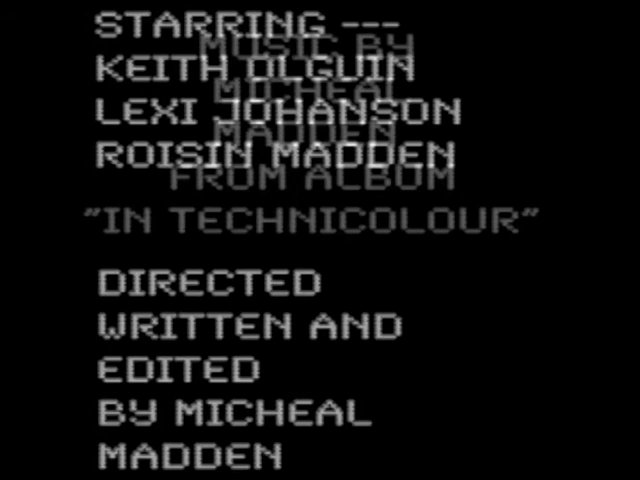 STARRING ---
MUSIC BY
KEITH OLGUIN
MICHEAL
LEXI JOHANSON
MADDEN
ROISIN MADDEN
FROM ALBUM
"IN TECHNICOLOUR"
DIRECTED
WRITTEN AND
EDITED
BY MICHEAL
MADDEN